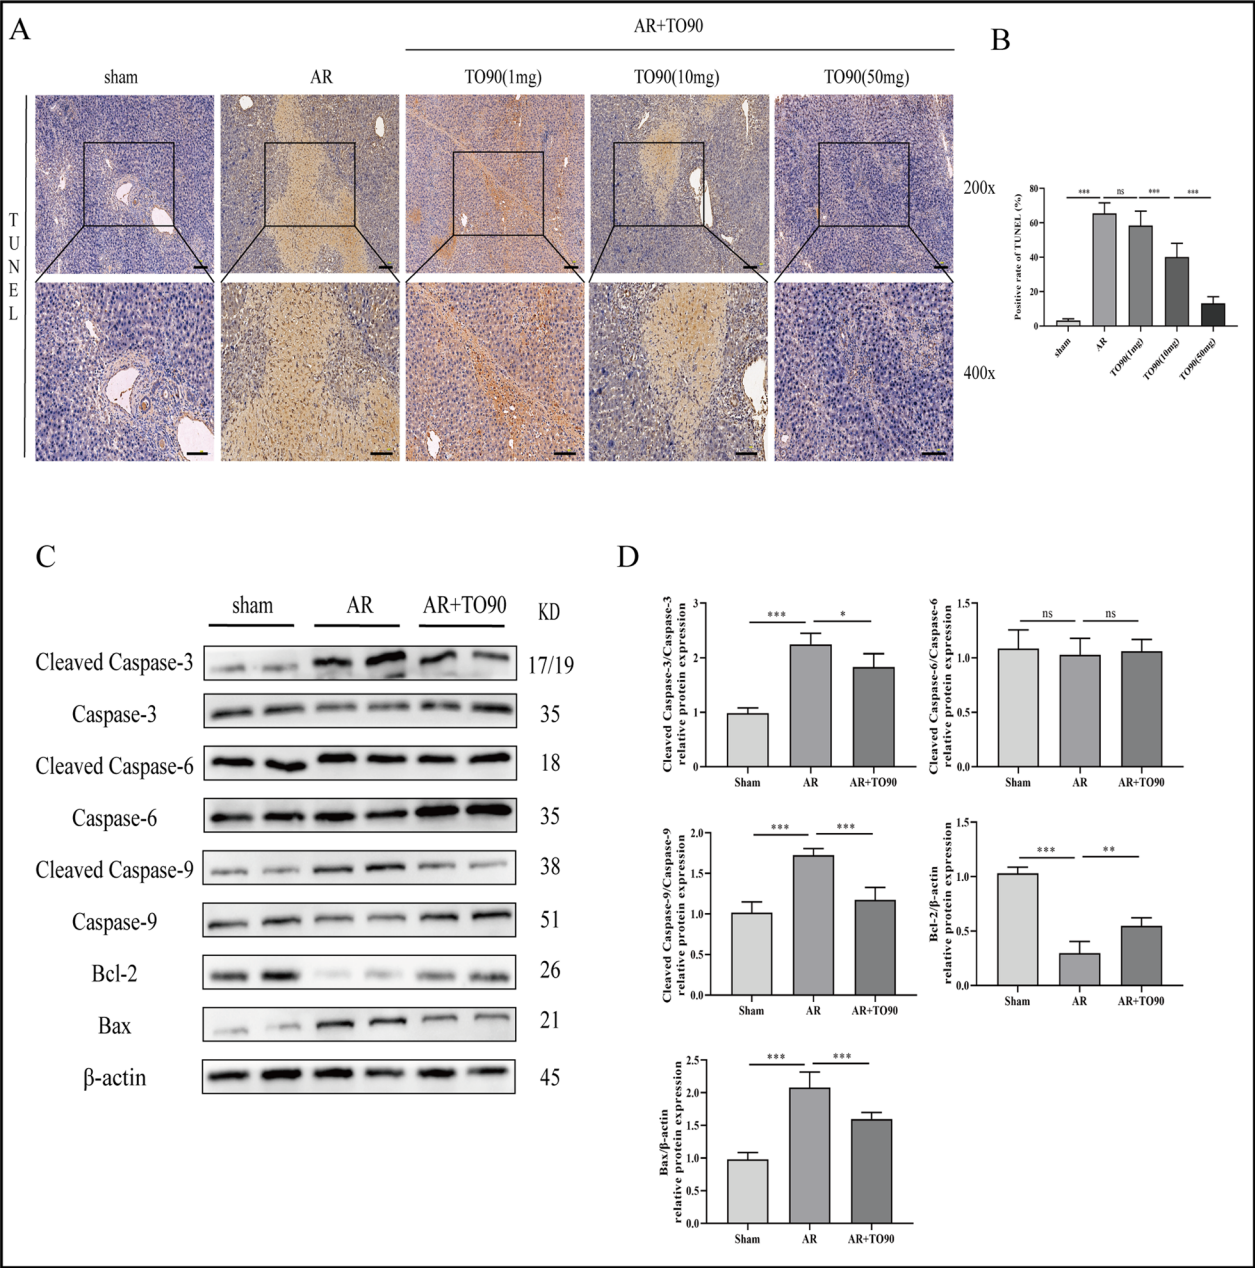 A
AR+TO90
B
sham
AR
TO90(1mg)
TO90(10mg)
TO90(50mg)
TUNEL
200x
400x
Positive rate of TUNEL (%)
80
60
40
20
0
***
ns
***
***
sham
AR
TO90(1mg)
TO90(10mg)
TO90(50mg)
C
sham
AR
AR+TO90
KD
Cleaved Caspase-3
17/19
Caspase-3
35
Cleaved Caspase-6
18
Caspase-6
35
Cleaved Caspase-9
38
Caspase-9
51
Bcl-2
26
Bax
21
β-actin
45
D
Cleaved Caspase-3/Caspase-3
relative protein expression
3
2
1
0
***
*
Sham
AR
AR+TO90
Cleaved Caspase-6/Caspase-6
relative protein expression
1.5
1.0
0.5
0.0
ns
ns
Sham
AR
AR+TO90
Cleaved Caspase-9/Caspase-9
relative protein expression
2.0
1.5
1.0
0.5
0.0
***
***
Sham
AR
AR+TO90
Bcl-2/β-actin
relative protein expression
1.5
1.0
0.5
0.0
***
**
Sham
AR
AR+TO90
Bax/β-actin
relative protein expression
2.5
2.0
1.5
1.0
0.5
0.0
***
***
Sham
AR
AR+TO90